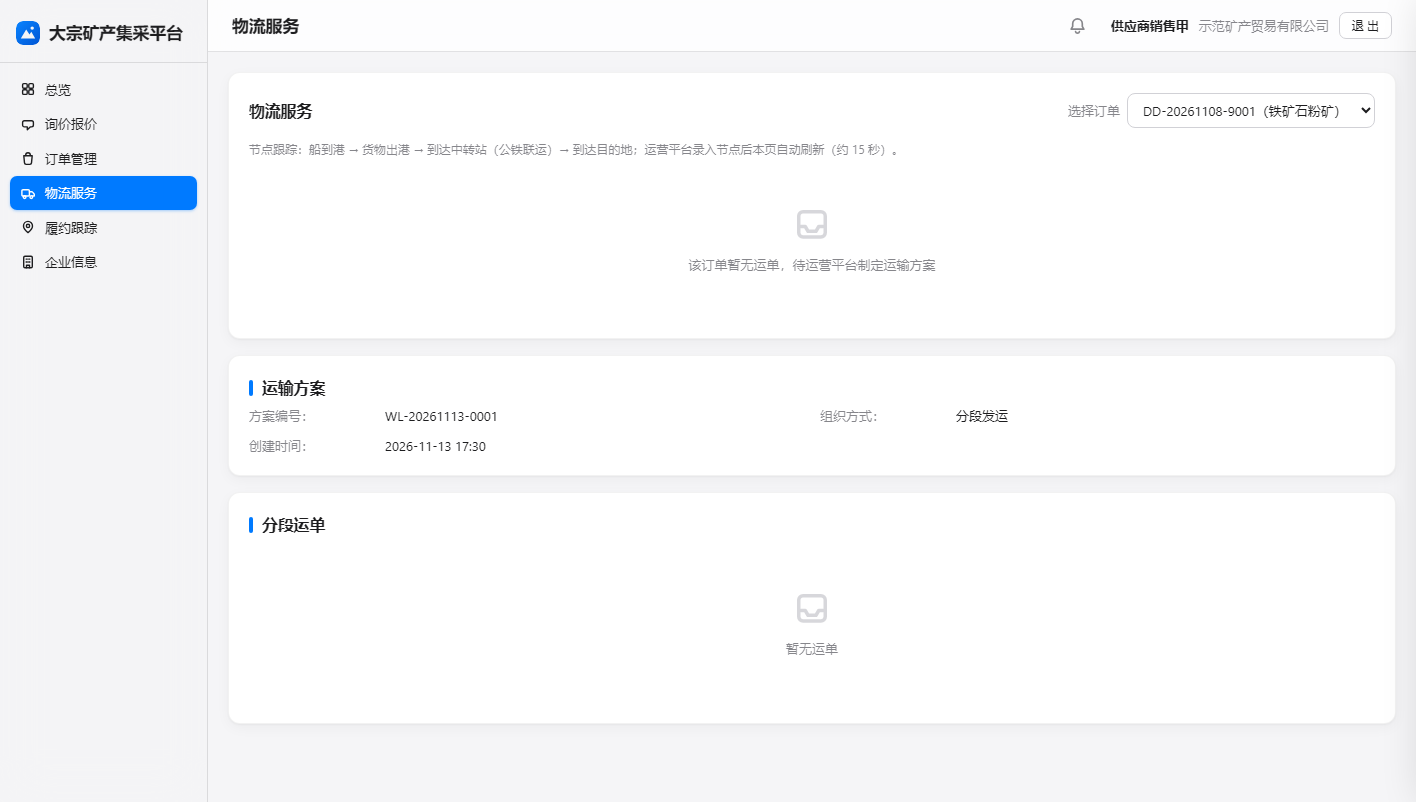 大宗矿产集采平台
总览
询价报价
订单管理
物流服务
履约跟踪
企业信息
物流服务
供应商销售甲 示范矿产贸易有限公司 退 出
物流服务
选择订单 DD-20261108-9001（铁矿石粉矿）
节点跟踪：船到港 → 货物出港 → 到达中转站（公铁联运）→ 到达目的地；运营平台录入节点后本页自动刷新（约 15 秒）。
该订单暂无运单，待运营平台制定运输方案
运输方案
方案编号： WL-20261113-0001 组织方式： 分段发运
创建时间： 2026-11-13 17:30
分段运单
暂无运单